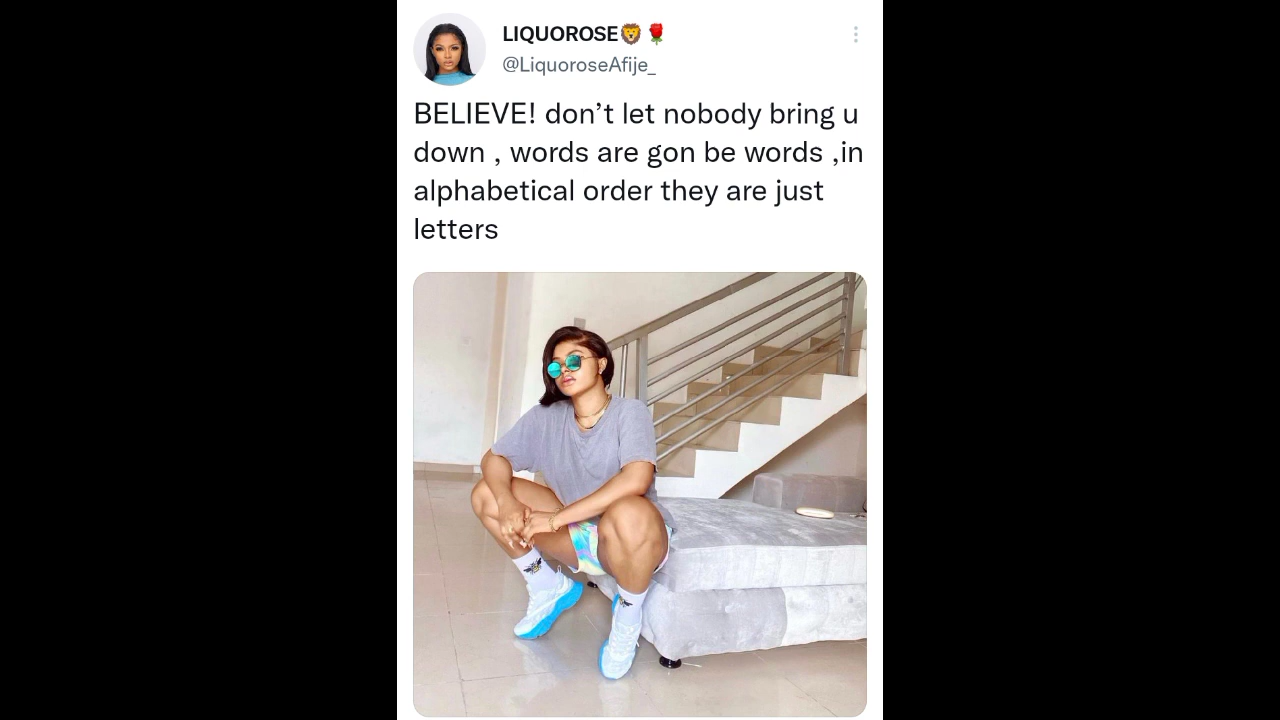 LIQUOROSE🦁🌹
@LiquoroseAfije_
BELIEVE! don’t let nobody bring u
down , words are gon be words ,in
alphabetical order they are just
letters